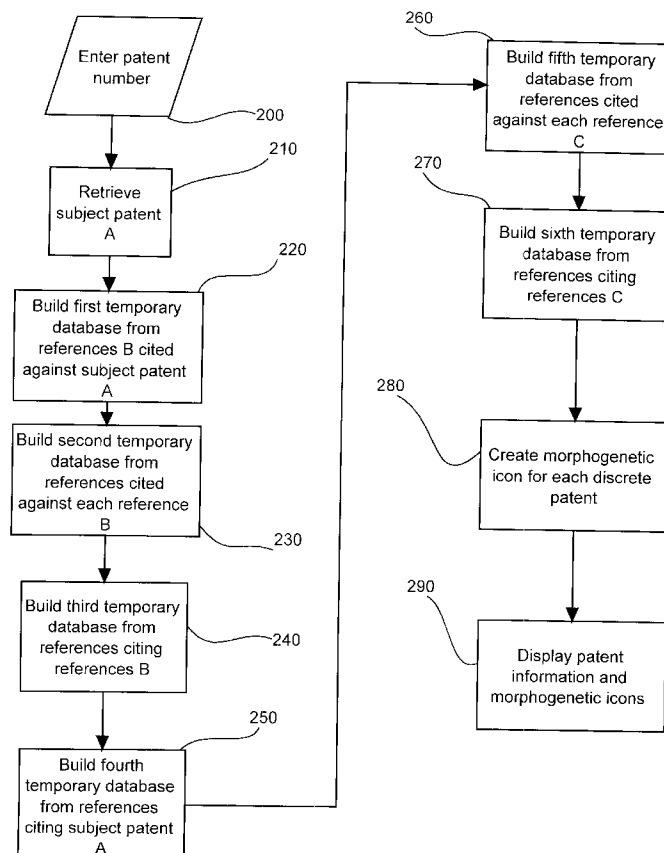 Enter patent
number
200
210
Retrieve
subject patent
A
220
Build first temporary
database from
references B cited
against subject patent
A
Build second temporary
database from
references cited
against each reference
B
230
Build third temporary
database from
references citing
references B
240
250
Build fourth
temporary database
from references
citing subject patent
A
260
Build fifth temporary
database from
references cited
against each reference
C
270
Build sixth temporary
database from
references citing
references C
280
Create morphogenetic
icon for each discrete
patent
290
Display patent
information and
morphogenetic icons